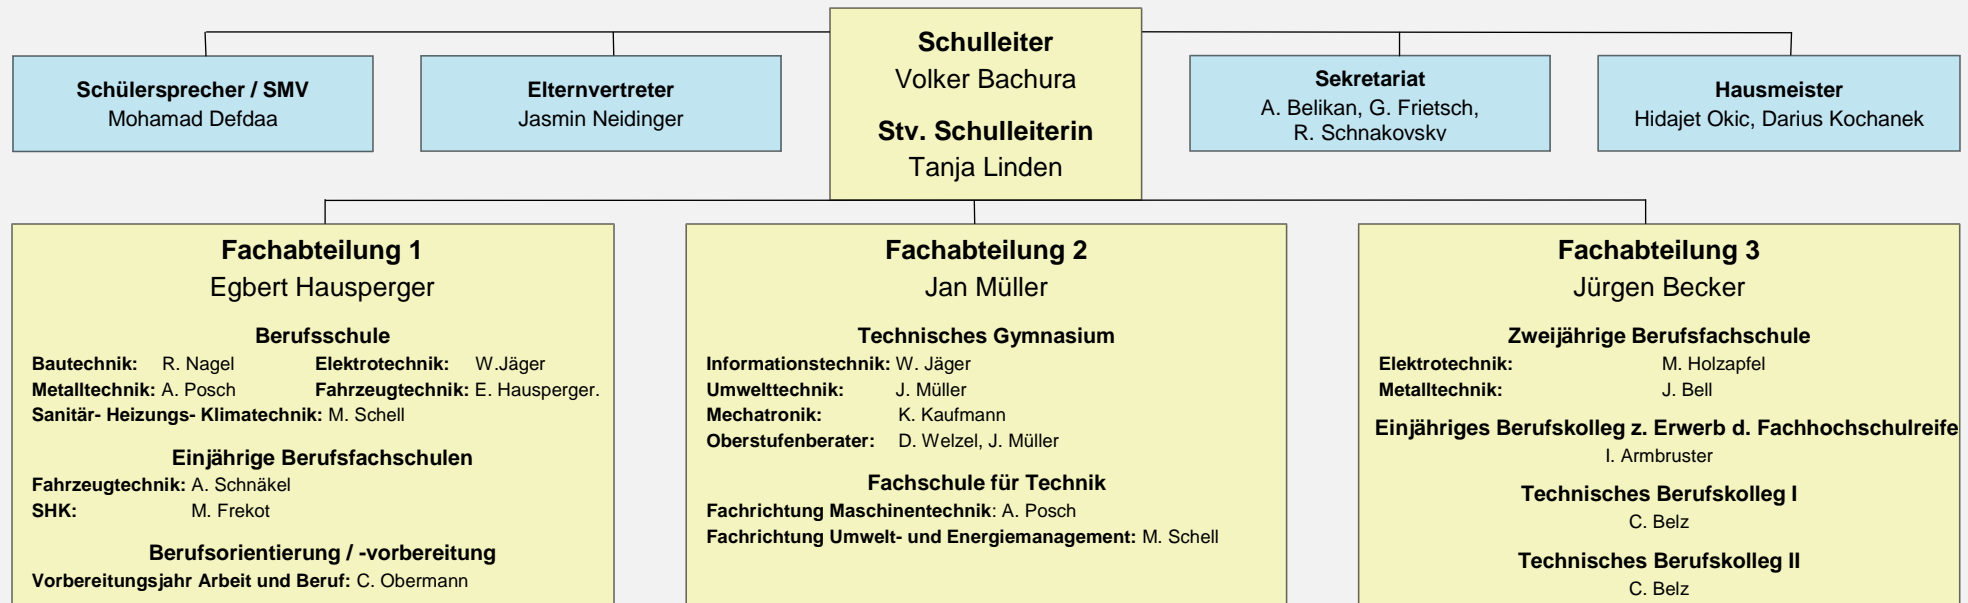 Schulleiter
Volker Bachura
Stv. Schulleiterin
Tanja Linden
Schülersprecher / SMV
Mohamad Defdaa
Elternvertreter
Jasmin Neidinger
Sekretariat
A. Belikan, G. Frietsch,
R. Schnakovsky
Hausmeister
Hidajet Okic, Darius Kochanek
Fachabteilung 1
Egbert Hausperger
Berufsschule
Bautechnik: R. Nagel Elektrotechnik: W.Jäger
Metalltechnik: A. Posch Fahrzeugtechnik: E. Hausperger.
Sanitär- Heizungs- Klimatechnik: M. Schell
Einjährige Berufsfachschulen
Fahrzeugtechnik: A. Schnäkel
SHK: M. Frekot
Berufsorientierung / -vorbereitung
Vorbereitungsjahr Arbeit und Beruf: C. Obermann
Fachabteilung 2
Jan Müller
Technisches Gymnasium
Informationstechnik: W. Jäger
Umwelttechnik: J. Müller
Mechatronik: K. Kaufmann
Oberstufenberater: D. Welzel, J. Müller
Fachschule für Technik
Fachrichtung Maschinentechnik: A. Posch
Fachrichtung Umwelt- und Energiemanagement: M. Schell
Fachabteilung 3
Jürgen Becker
Zweijährige Berufsfachschule
Elektrotechnik: M. Holzapfel
Metalltechnik: J. Bell
Einjähriges Berufskolleg z. Erwerb d. Fachhochschulreife
I. Armbruster
Technisches Berufskolleg I
C. Belz
Technisches Berufskolleg II
C. Belz